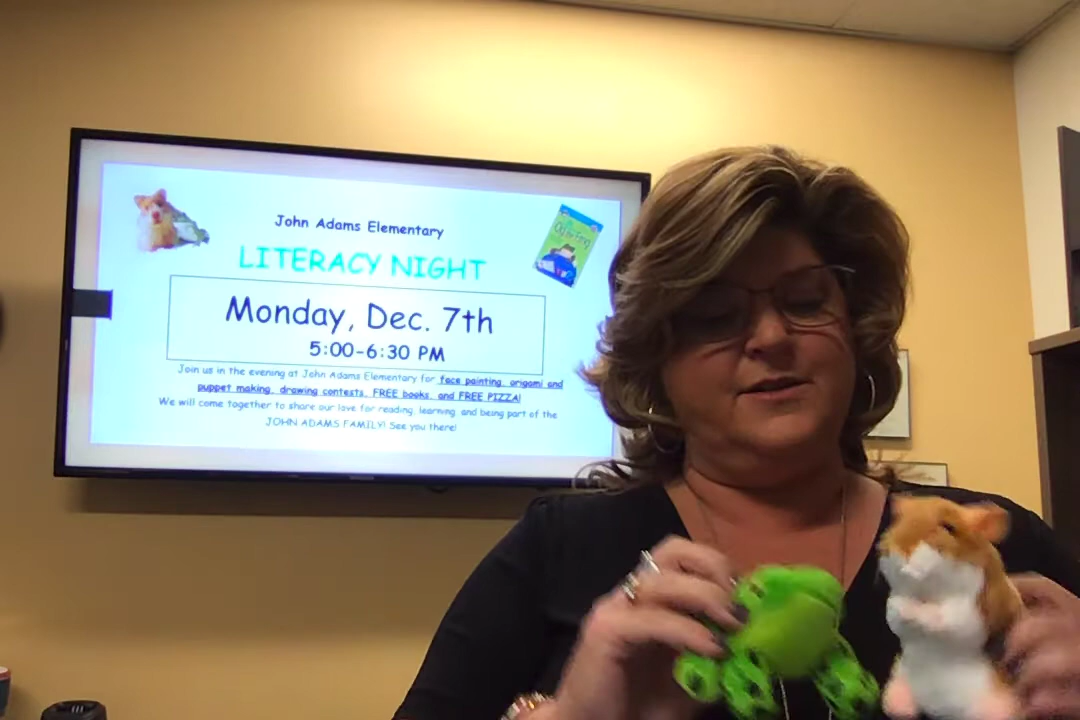 John Adams Elementary
LITERACY NIGHT
Monday, Dec. 7th
5:00-6:30 PM
Join us in the evening at John Adams Elementary for face painting, origami and
puppet making, drawing contests, FREE books, and FREE PIZZA!
We will come together to share our love for reading, learning, and being part of the
JOHN ADAMS FAMILY! See you there!
Og the Frog